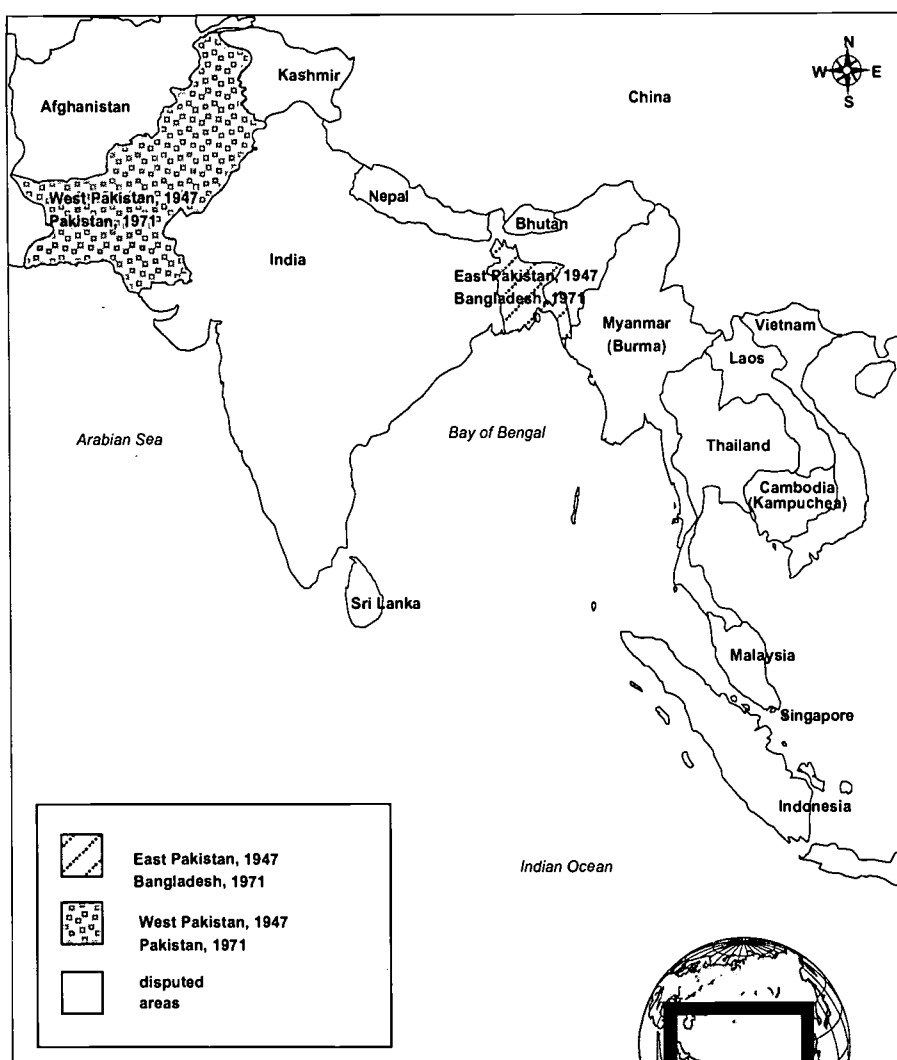 N
W E
S
Kashmir
China
Afghanistan
West Pakistan, 1947
Pakistan, 1971
Nepal
Bhutan
India
East Pakistan, 1947
Bangladesh, 1971
Myanmar
(Burma)
Vietnam
Laos
Arabian Sea
Bay of Bengal
Thailand
Cambodia
(Kampuchea)
Sri Lanka
Malaysia
Singapore
Indonesia
Indian Ocean
East Pakistan, 1947
Bangladesh, 1971
West Pakistan, 1947
Pakistan, 1971
disputed
areas